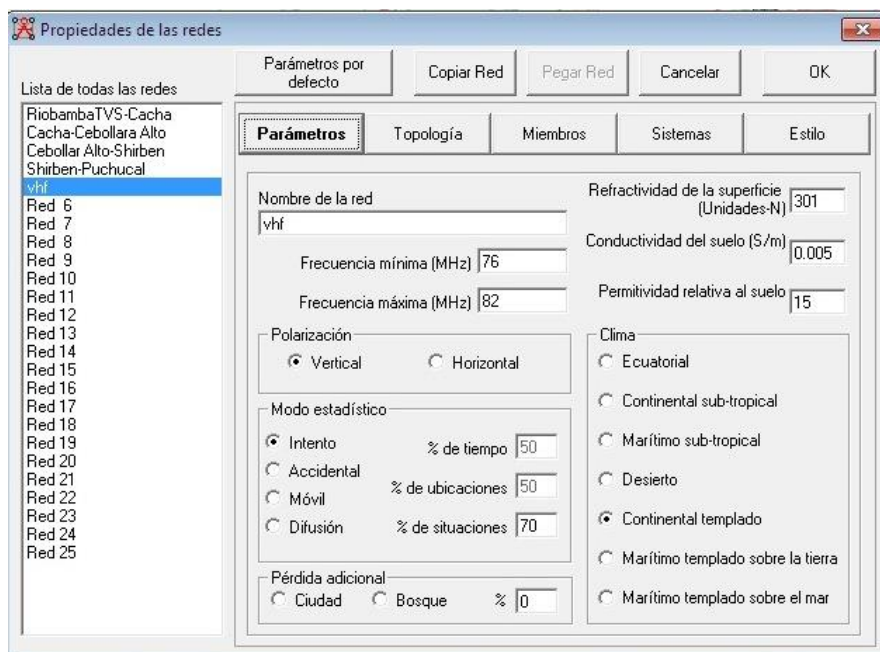 Propiedades de las redes
Parámetros por
defecto
Copiar Red
Pegar Red
Cancelar
OK
Lista de todas las redes
RiobambaTVS-Cacha
Cacha-Cebollara Alto
Cebollar Alto-Shirben
Shirben-Puchucal
vhf
Red 6
Red 7
Red 8
Red 9
Red 10
Red 11
Red 12
Red 13
Red 14
Red 15
Red 16
Red 17
Red 18
Red 19
Red 20
Red 21
Red 22
Red 23
Red 24
Red 25
Parámetros
Topología
Miembros
Sistemas
Estilo
Nombre de la red
vhf
Frecuencia mínima (MHz) 76
Frecuencia máxima (MHz) 82
Refractividad de la superficie
(Unidades-N) 301
Conductividad del suelo (S/m)
0.005
Permitividad relativa al suelo
15
Polarización
Vertical
Horizontal
Modo estadístico
Intento
Accidental
Móvil
Difusión
% de tiempo 50
% de ubicaciones 50
% de situaciones 70
Pérdida adicional
Ciudad
Bosque
% 0
Clima
Ecuatorial
Continental sub-tropical
Marítimo sub-tropical
Desierto
Continental templado
Marítimo templado sobre la tierra
Marítimo templado sobre el mar